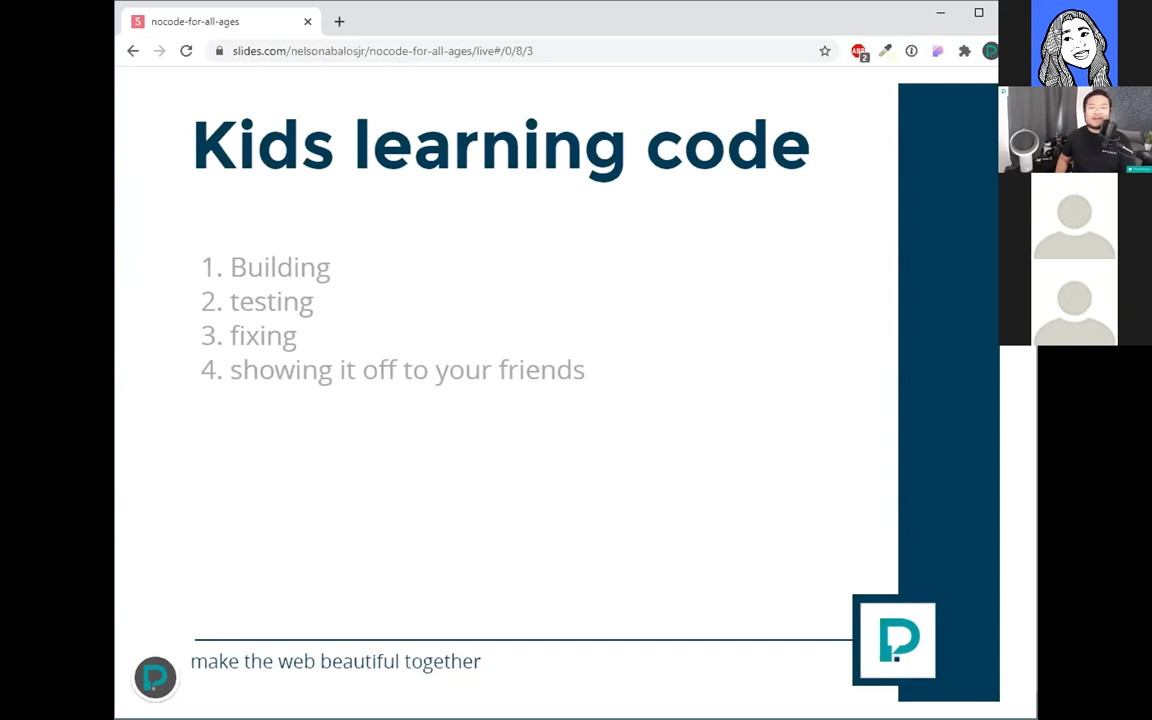 nocode-for-all-ages
slides.com/nelsonabalosjr/nocode-for-all-ages/live#/0/8/3
2
Kids learning code
1. Building
2. testing
3. fixing
4. showing it off to your friends
make the web beautiful together